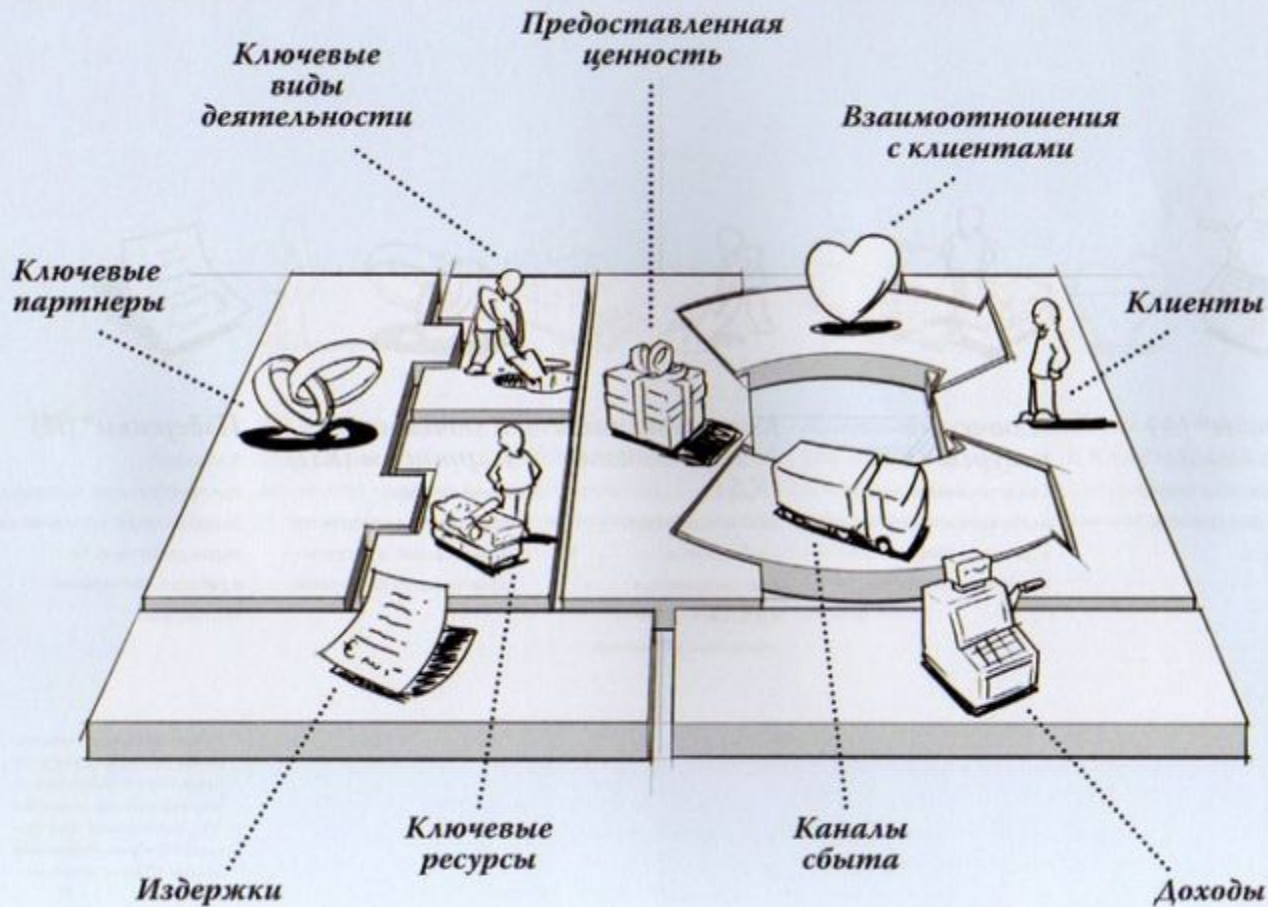 Предоставленная
ценность
Ключевые
виды
деятельности
Взаимоотношения
с клиентами
Ключевые
партнеры
Клиенты
Ключевые
ресурсы
Каналы
сбыта
Издержки
Доходы